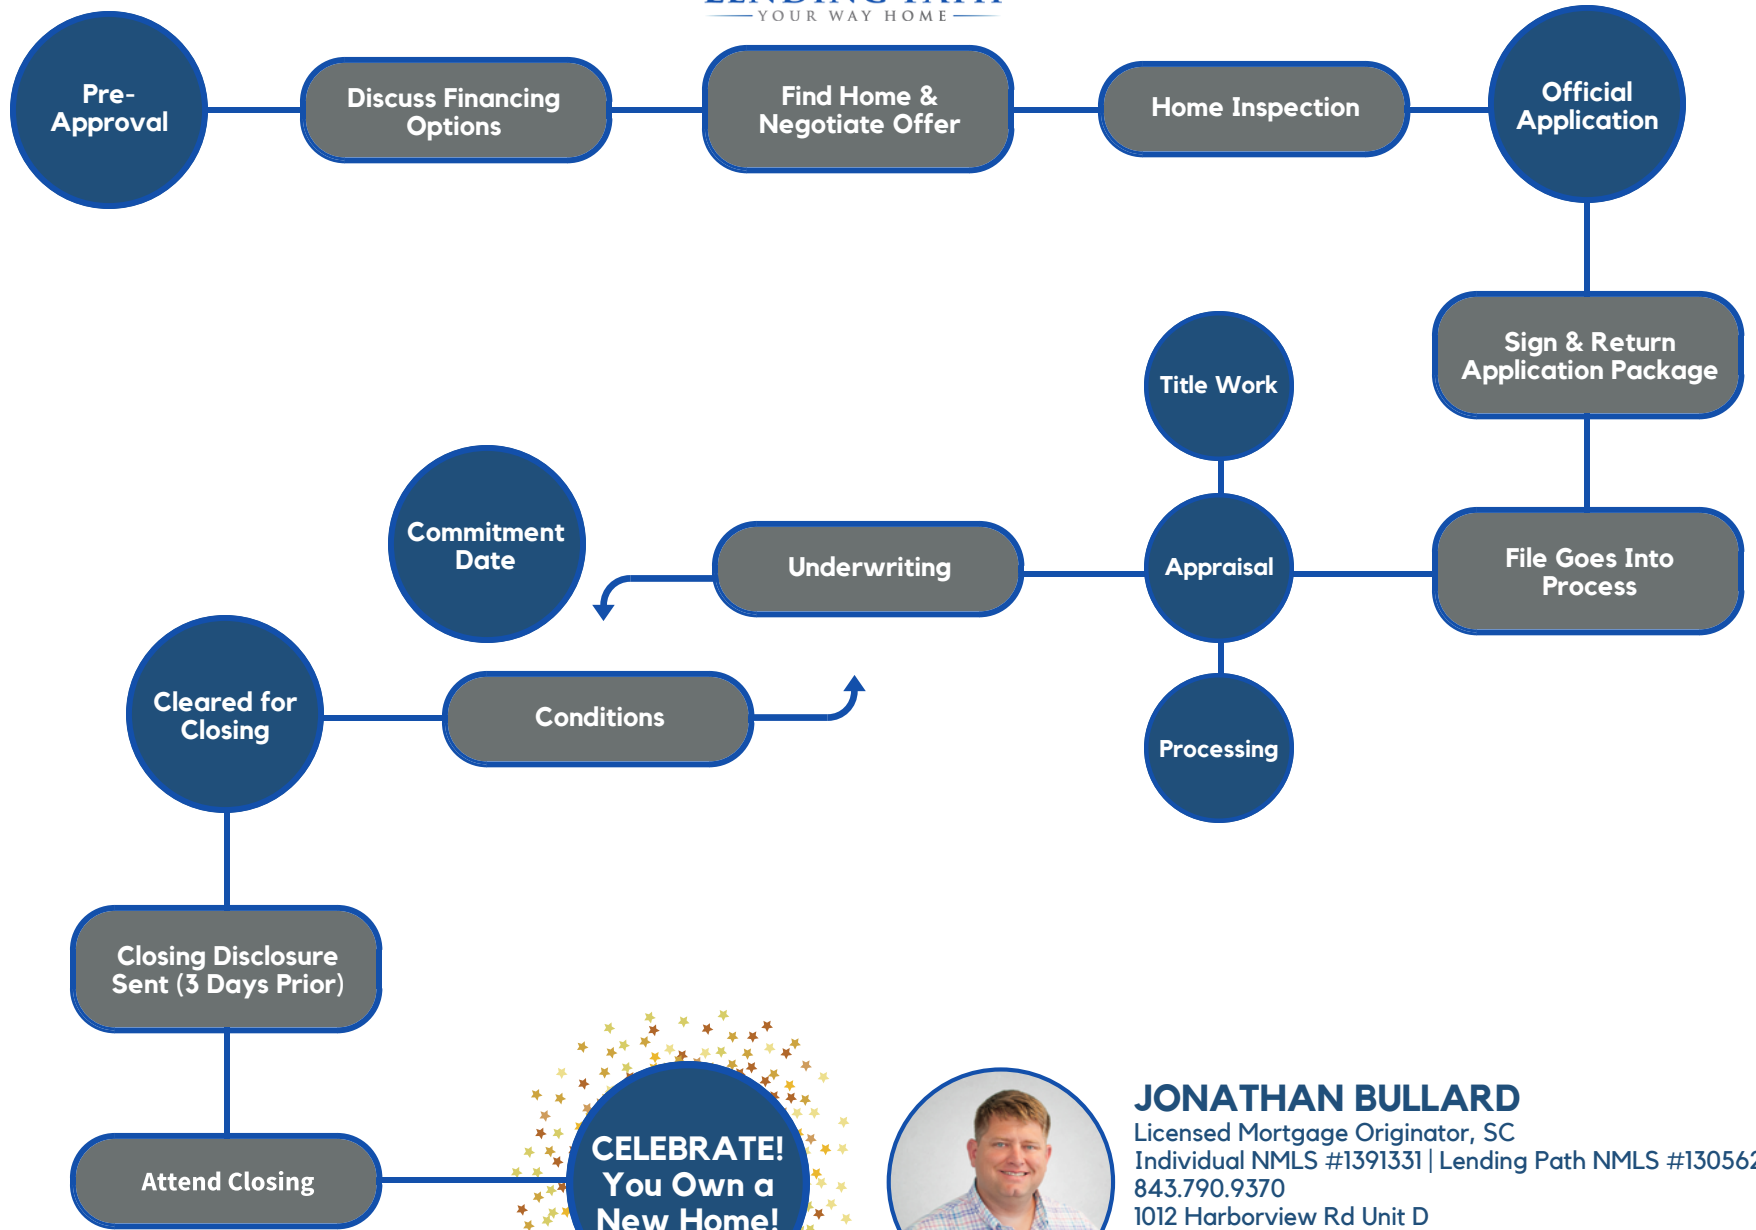 LENDING PATH
YOUR WAY HOME
Pre-
Approval
Discuss Financing
Options
Find Home &
Negotiate Offer
Home Inspection
Official
Application
Sign & Return
Application Package
File Goes Into
Process
Title Work
Appraisal
Processing
Underwriting
Commitment
Date
Conditions
Cleared for
Closing
Closing Disclosure
Sent (3 Days Prior)
Attend Closing
CELEBRATE!
You Own a
New Home!
JONATHAN BULLARD
Licensed Mortgage Originator, SC
Individual NMLS #1391331 | Lending Path NMLS #130562
843.790.9370
1012 Harborview Rd Unit D